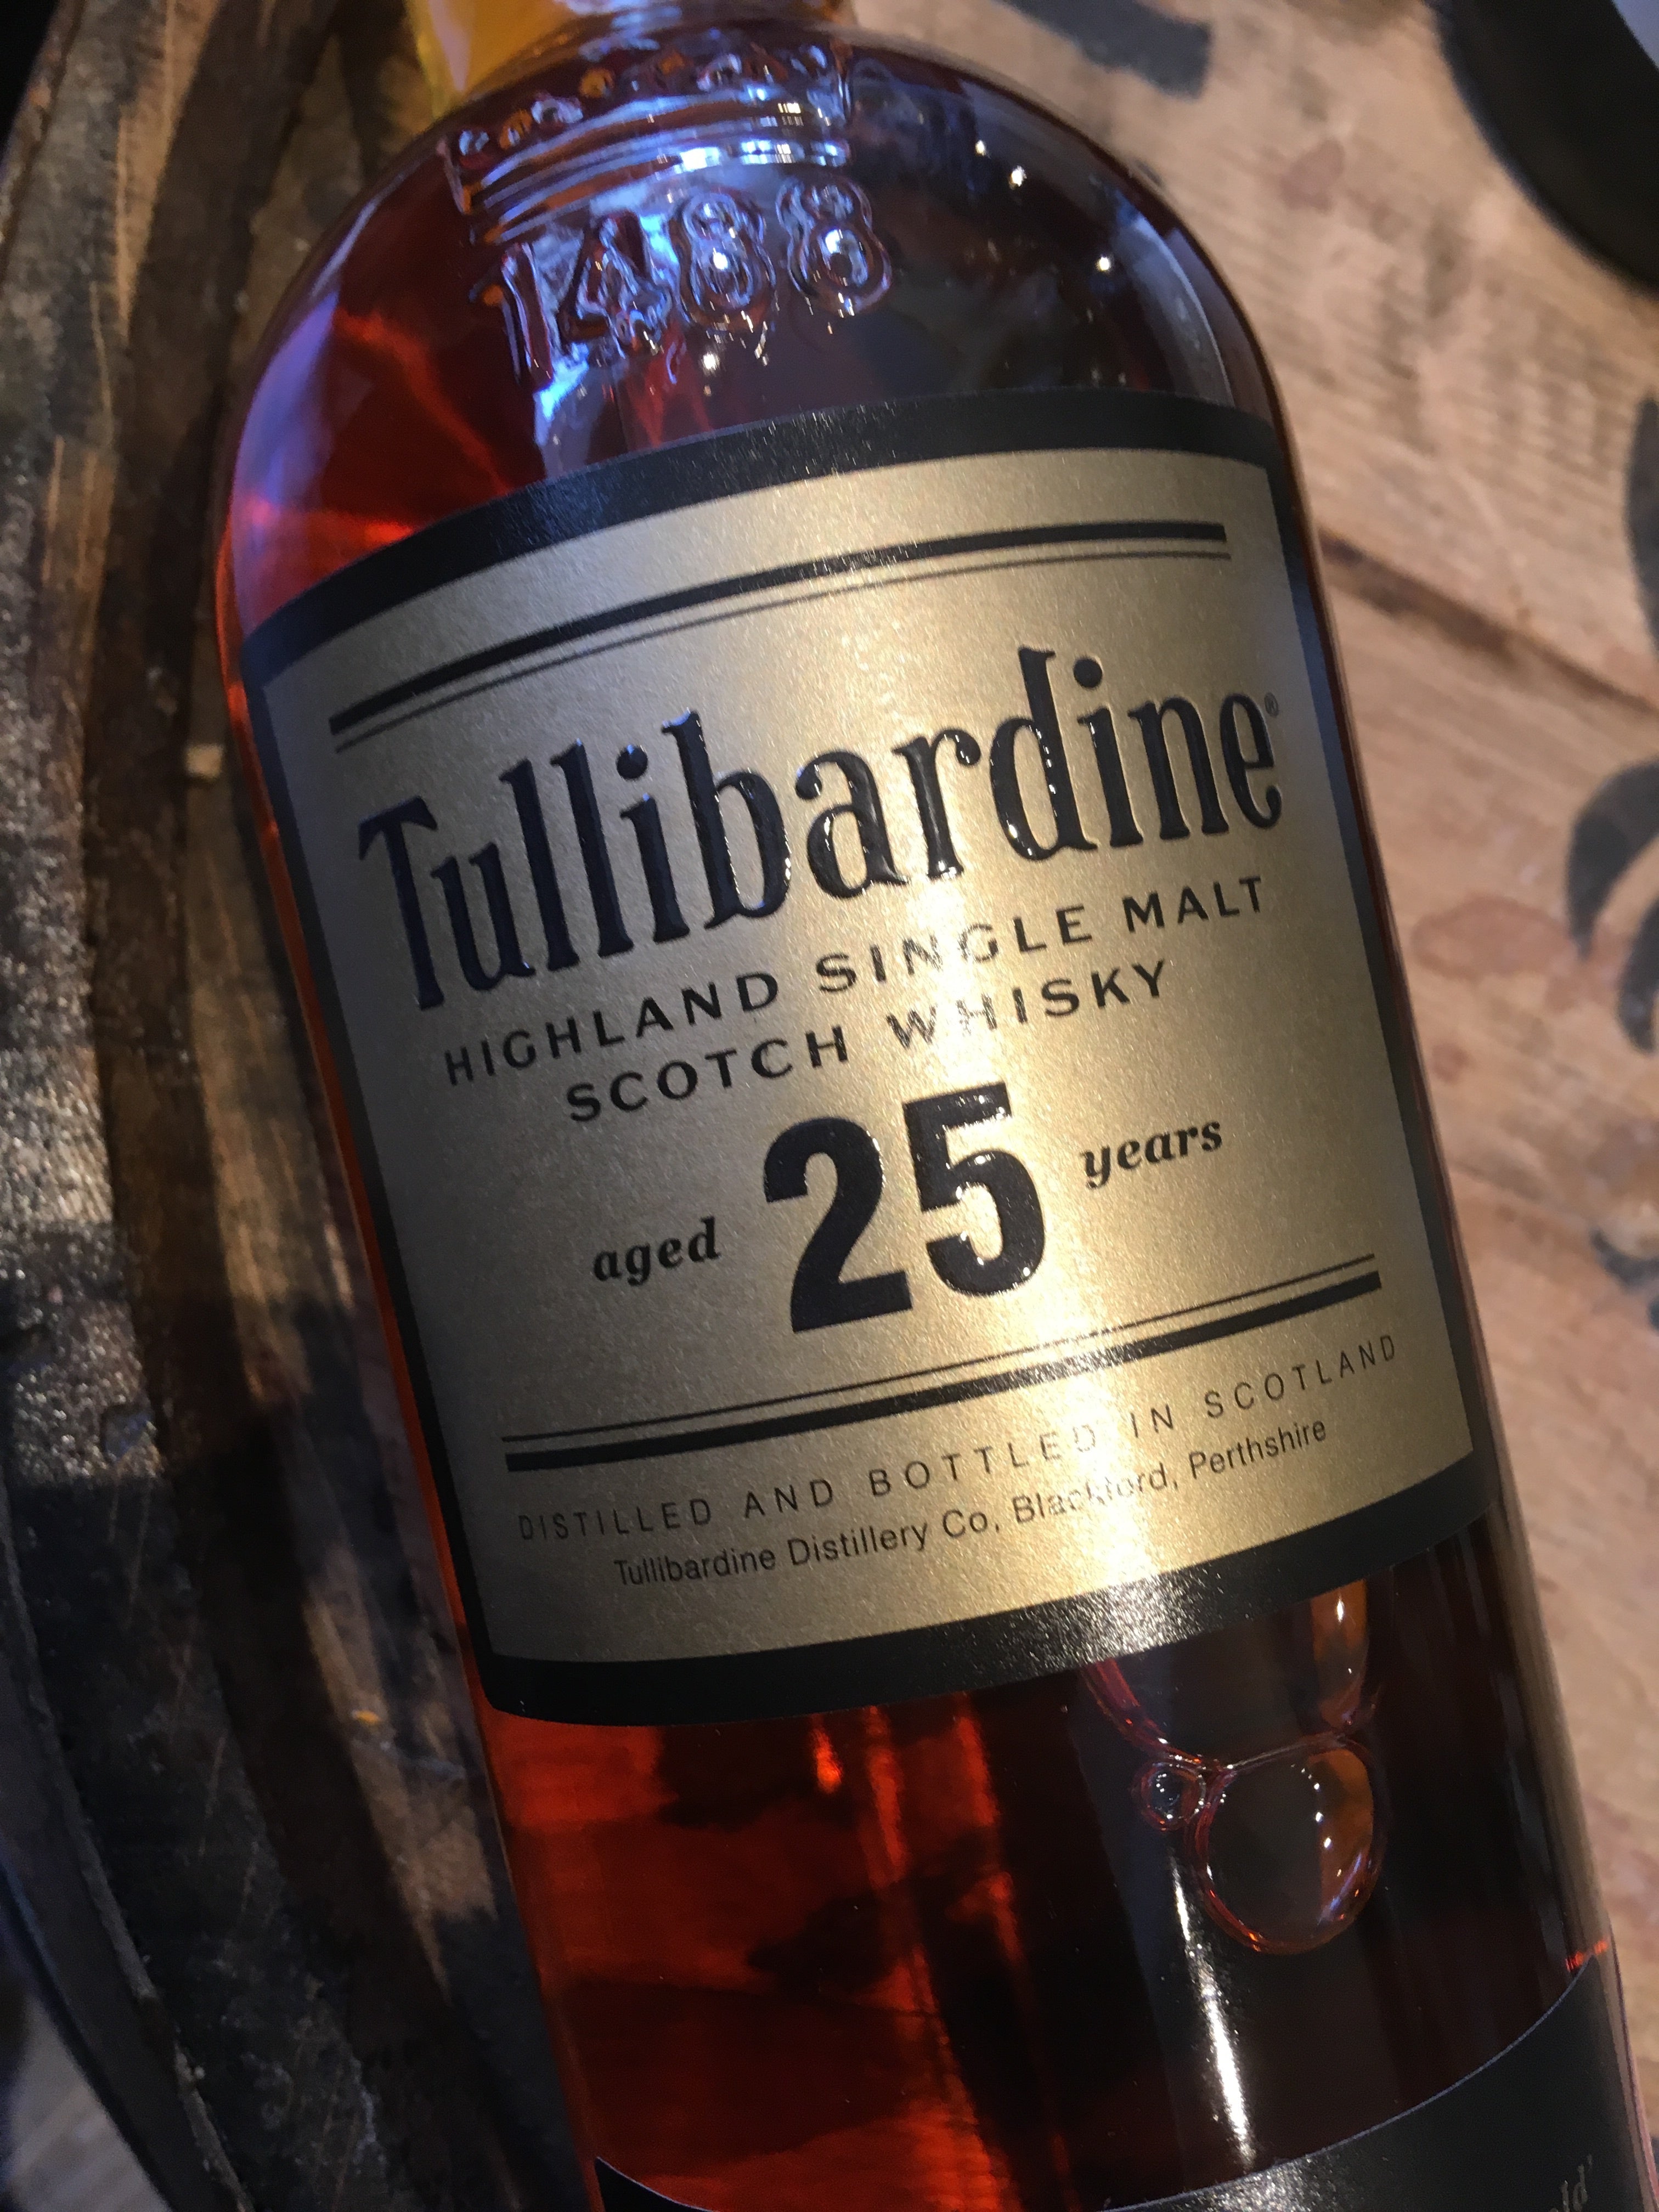 1488
Tullibardine®
HIGHLAND SINGLE MALT
SCOTCH WHISKY
aged 25 years
DISTILLED AND BOTTLED IN SCOTLAND
Tullibardine Distillery Co, Blackford, Perthshire